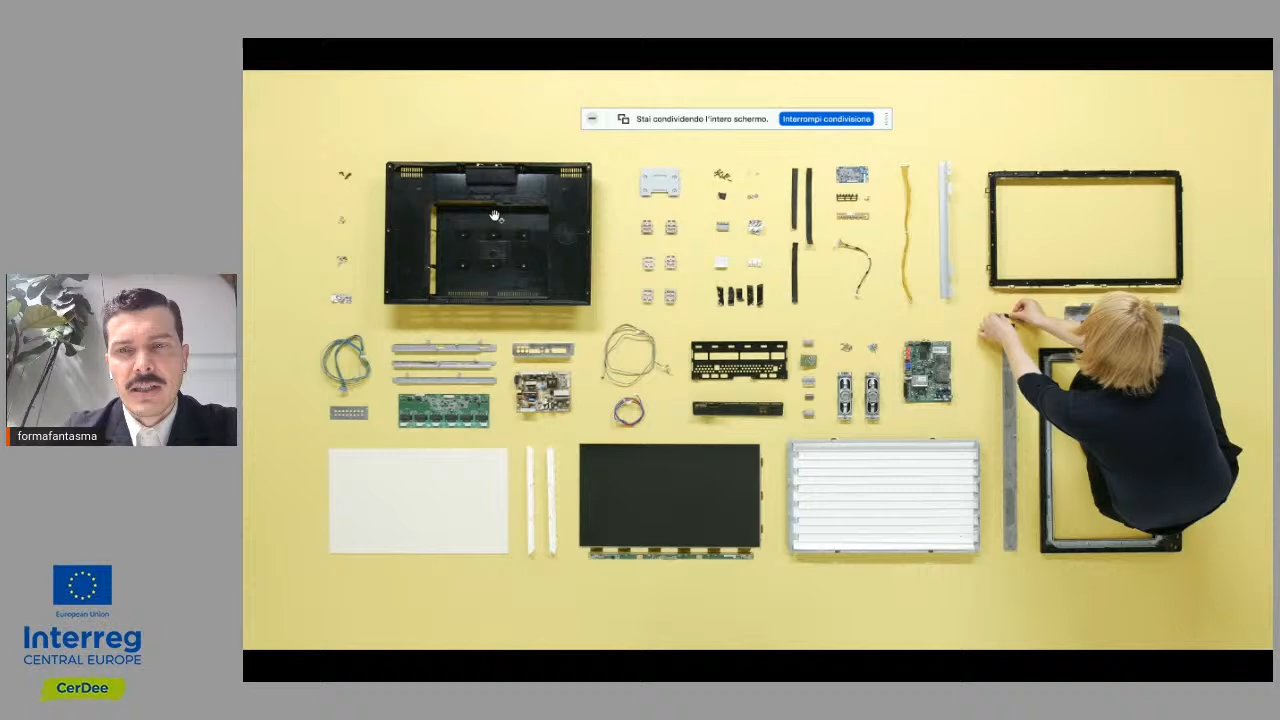 Stai condividendo l'intero schermo. Interrompi condivisione
formafantasma
European Union
Interreg
CENTRAL EUROPE
CerDee